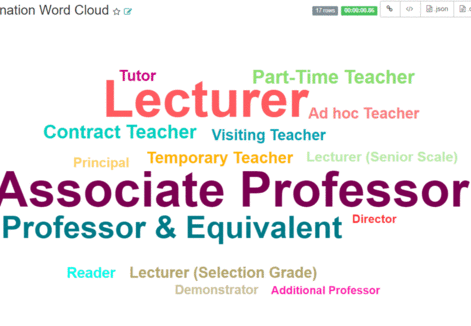 nation Word Cloud
17 rows 00:00:00.06 </> .json
Tutor Part-Time Teacher
Lecturer
Ad hoc Teacher
Contract Teacher Visiting Teacher
Principal Temporary Teacher Lecturer (Senior Scale)
Associate Professor
Professor & Equivalent Director
Reader Lecturer (Selection Grade)
Demonstrator Additional Professor